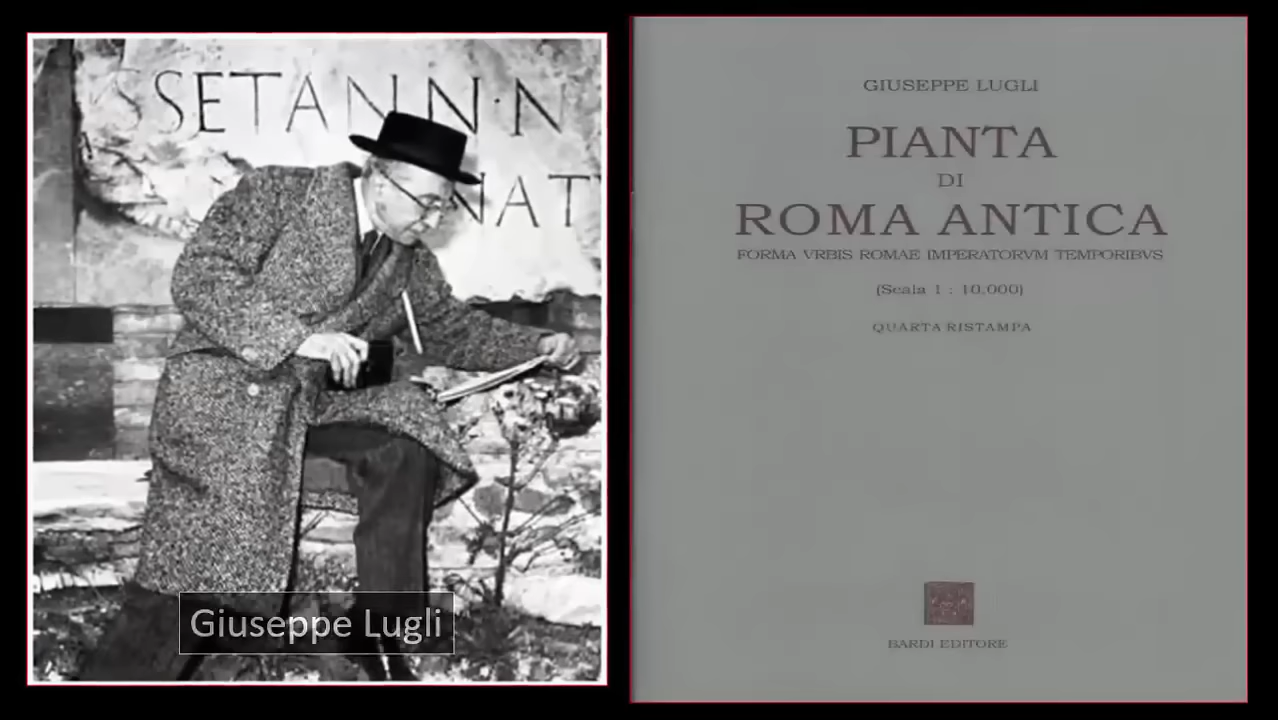 SSETANN·N
NAT
Giuseppe Lugli
GIUSEPPE LUGLI
PIANTA
DI
ROMA ANTICA
FORMA VRBIS ROMAE IMPERATORVM TEMPORIBVS
(Scala 1 : 10.000)
QUARTA RISTAMPA
BARDI EDITORE